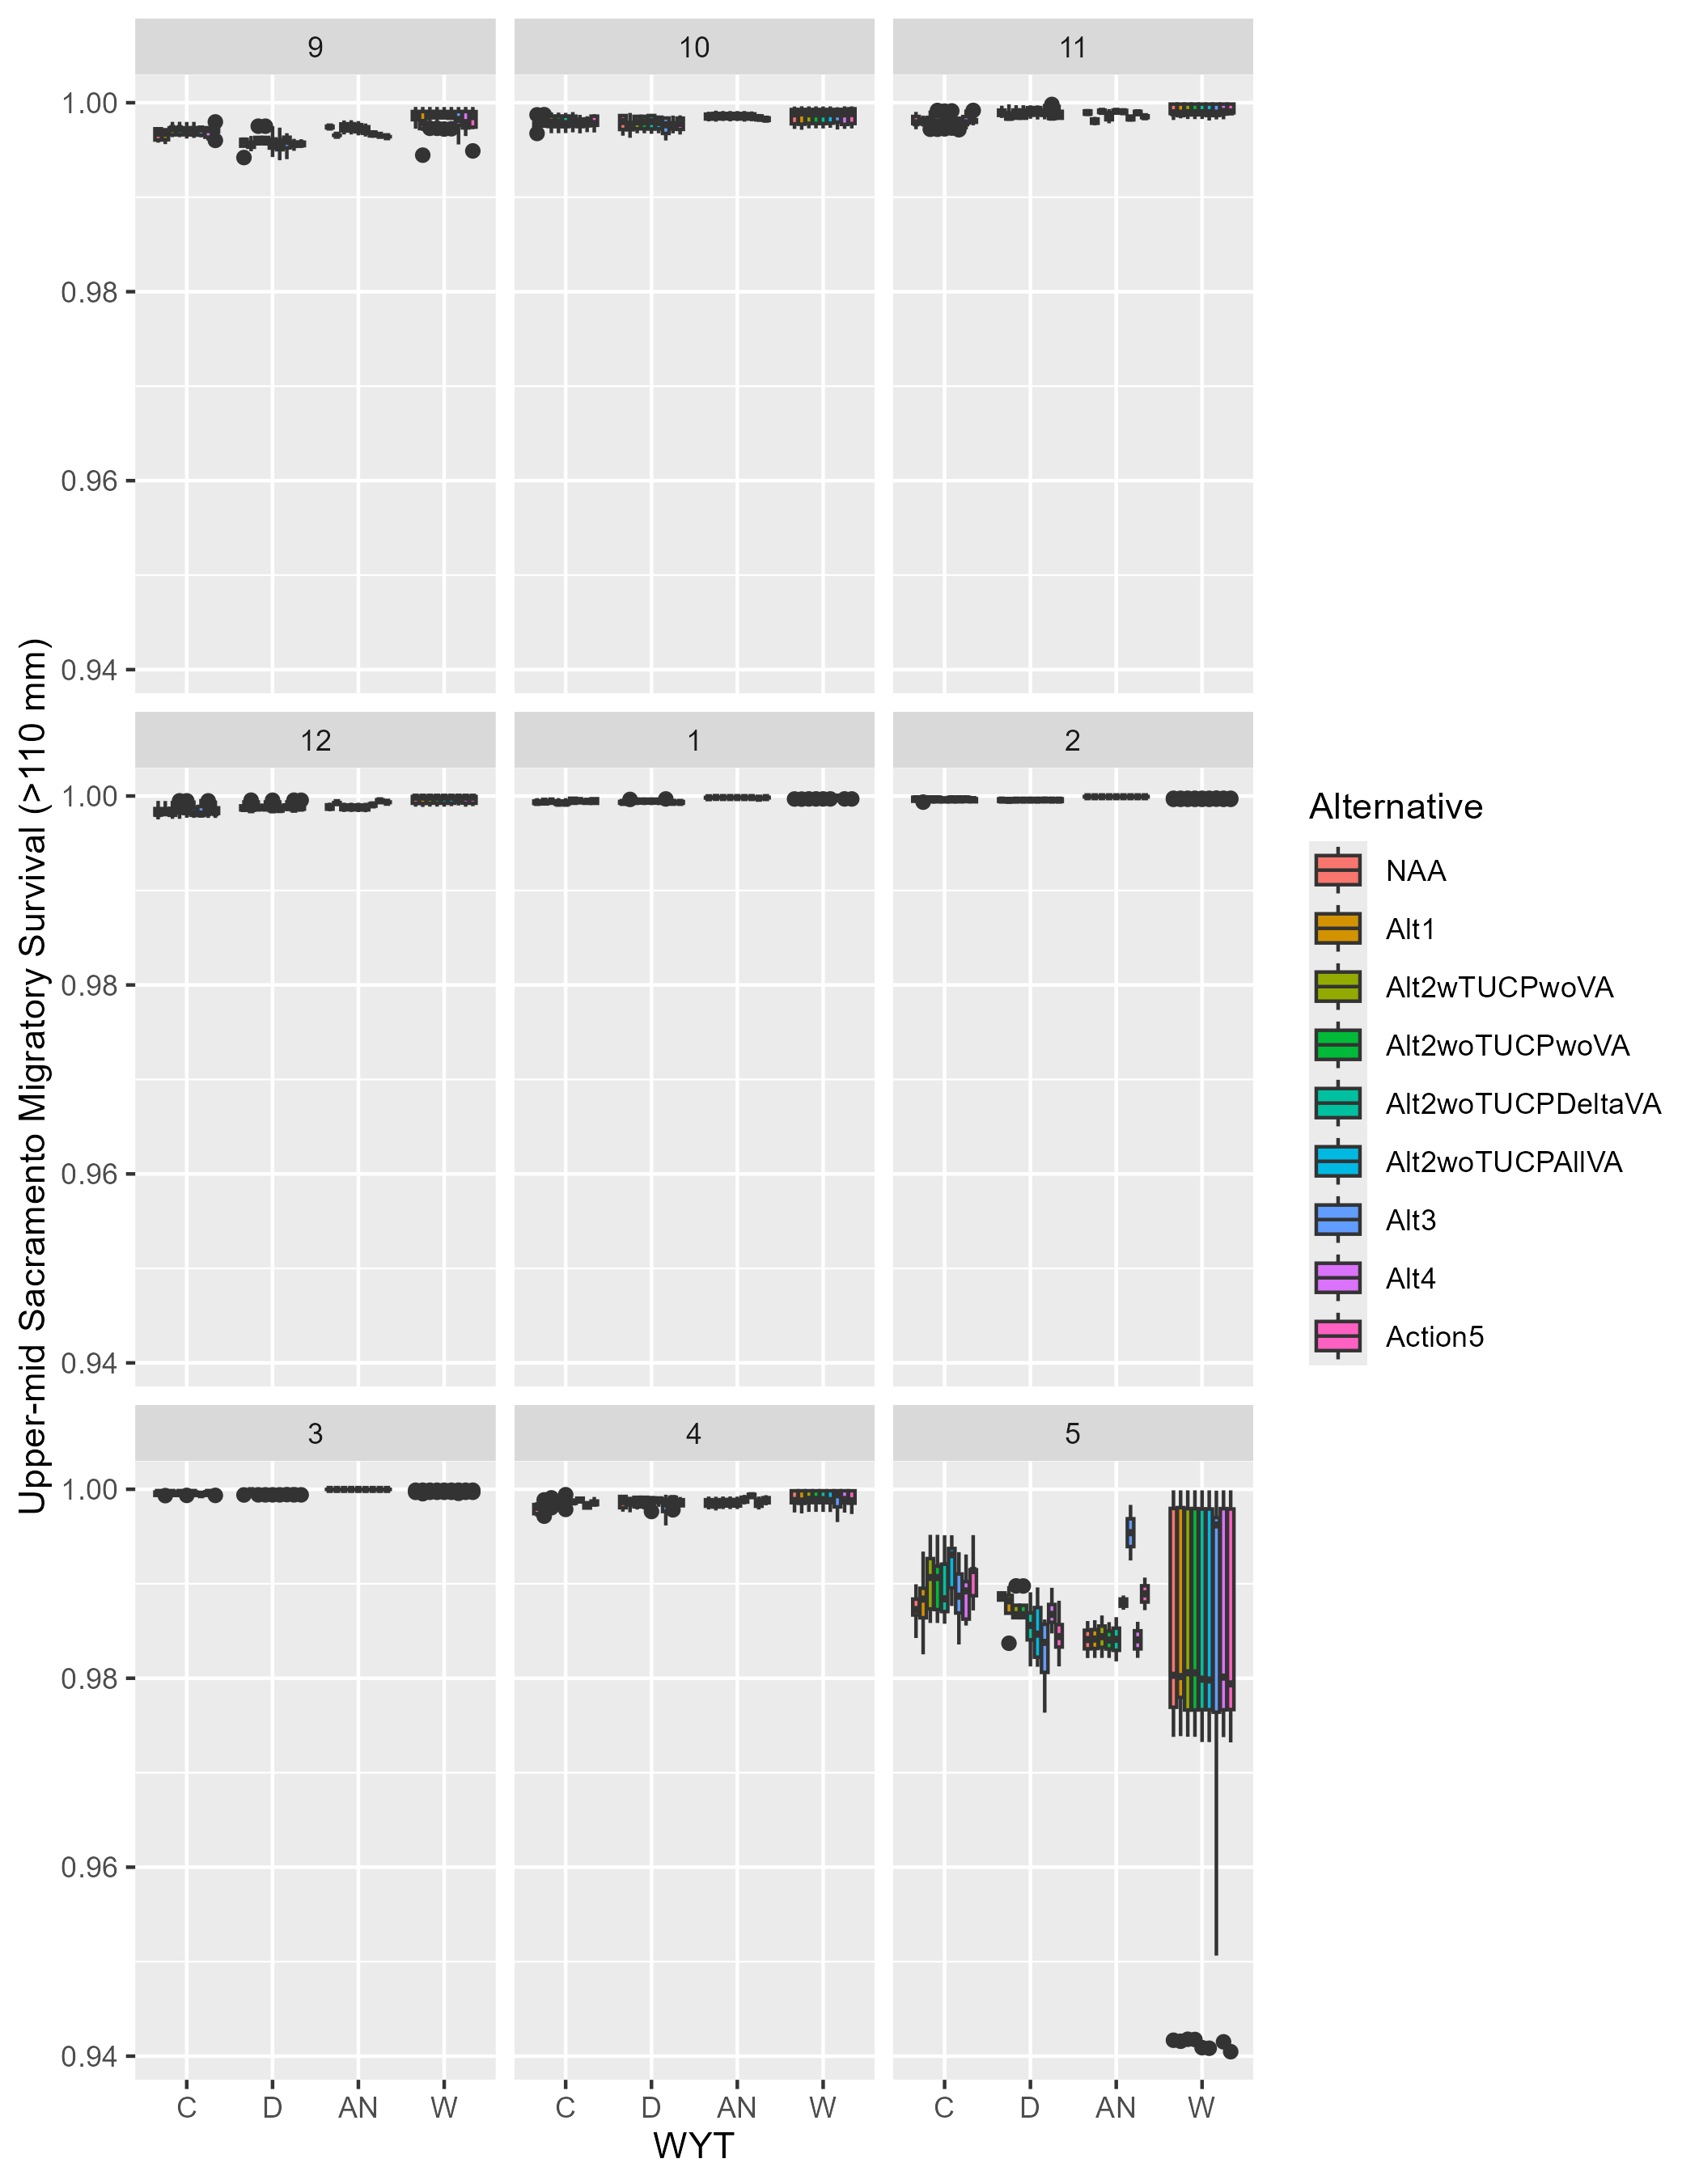 9 10 11
1.00
0.98
0.96
0.94
12 1 2
1.00
0.98
0.96
0.94
3 4 5
1.00
0.98
0.96
0.94
C D AN W C D AN W C D AN W
WYT
Upper-mid Sacramento Migratory Survival (>110 mm)
Alternative
NAA
Alt1
Alt2wTUCPwoVA
Alt2woTUCPwoVA
Alt2woTUCPDeltaVA
Alt2woTUCPAllVA
Alt3
Alt4
Action5